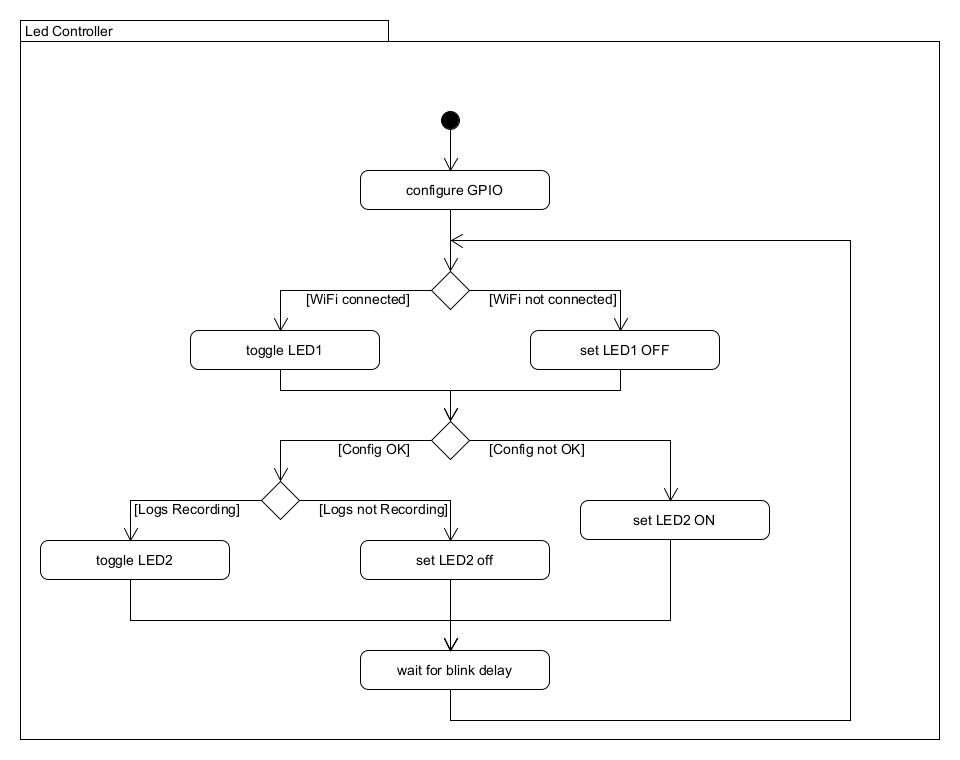 Led Controller
configure GPIO
[WiFi connected]
[WiFi not connected]
toggle LED1
set LED1 OFF
[Config OK]
[Config not OK]
[Logs Recording]
[Logs not Recording]
set LED2 ON
toggle LED2
set LED2 off
wait for blink delay